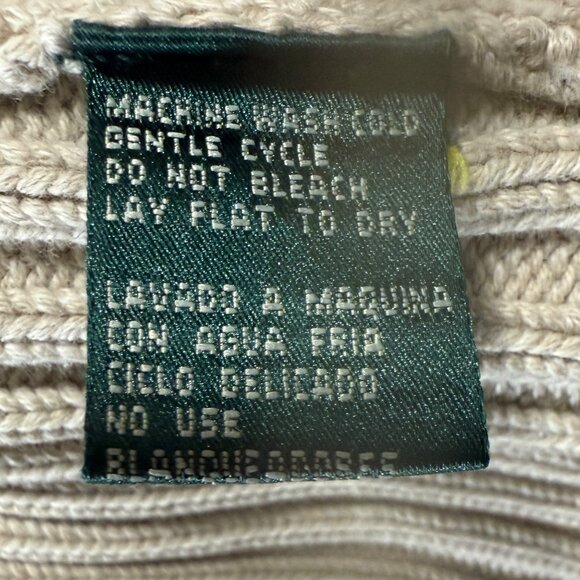 MACHINE WASH COLD
GENTLE CYCLE
DO NOT BLEACH
LAY FLAT TO DRY
LAVADO A MAQUINA
CON AGUA FRIA
CICLO DELICADO
NO USE